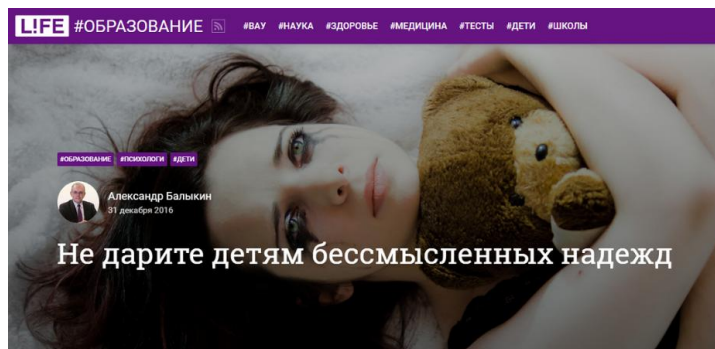 L!FE #ОБРАЗОВАНИЕ #ВАУ #НАУКА #ЗДОРОВЬЕ #МЕДИЦИНА #ТЕСТЫ #ДЕТИ #ШКОЛЫ
#ОБРАЗОВАНИЕ #ПСИХОЛОГИ #ДЕТИ
Александр Балыкин
31 декабря 2016
Не дарите детям бессмысленных надежд